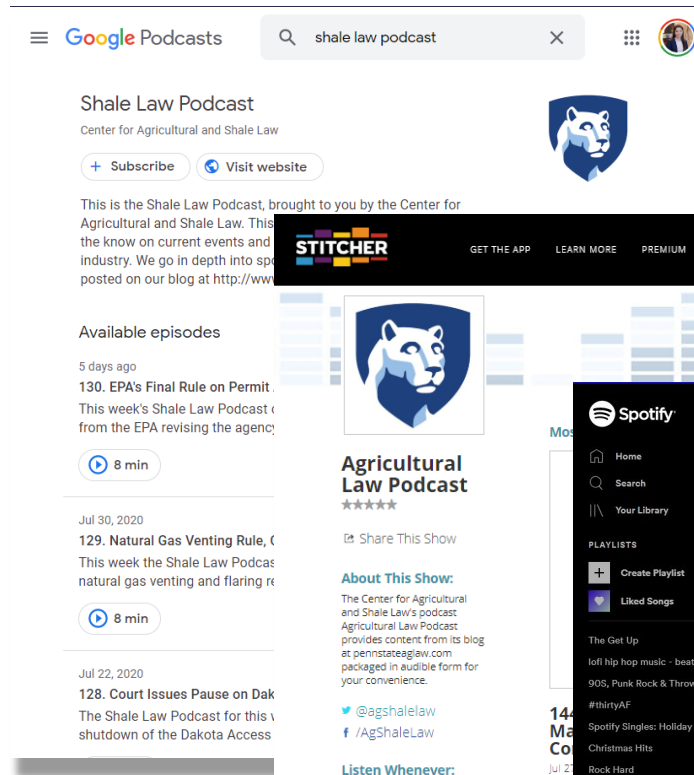 Google Podcasts
shale law podcast
Shale Law Podcast
Center for Agricultural and Shale Law
+ Subscribe
Visit website
This is the Shale Law Podcast, brought to you by the Center for
Agricultural and Shale Law. This
the know on current events and
industry. We go in depth into
posted on our blog at
Available episodes
5 days ago
130. EPA's Final Rule on Permit
This week's Shale Law Podcast
from the EPA revising the agency
8 min
Jul 30, 2020
129. Natural Gas Venting Rule,
This week the Shale Law
natural gas venting and flaring
8 min
Jul 22, 2020
128. Court Issues Pause on
The Shale Law Podcast for this
shutdown of the Dakota Access
STITCHER
GET THE APP
LEARN MORE
PREMIUM
Agricultural
Law Podcast
Share This Show
About This Show:
The Center for Agricultural
and Shale Law's podcast
Agricultural Law Podcast
provides content from its blog
at pennstateaglaw.com
packaged in audible form for
your convenience.
@agshalelaw
/AgShaleLaw
Listen Whenever:
Jul
Spotify
Home
Search
Your Library
PLAYLISTS
+ Create Playlist
Liked Songs
The Get Up
lofi hip hop music - beat
90S, Punk Rock & Throw
#thirtyAF
Spotify Singles: Holiday
Christmas Hits
Rock Hard